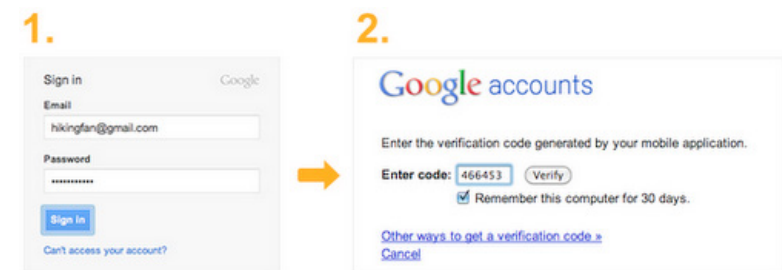 1.
Sign in
Google
Email
hikingfan@gmail.com
Password
Sign in
Can't access your account?
2.
Google accounts
Enter the verification code generated by your mobile application.
Enter code: 466453 Verify
Remember this computer for 30 days.
Other ways to get a verification code »
Cancel